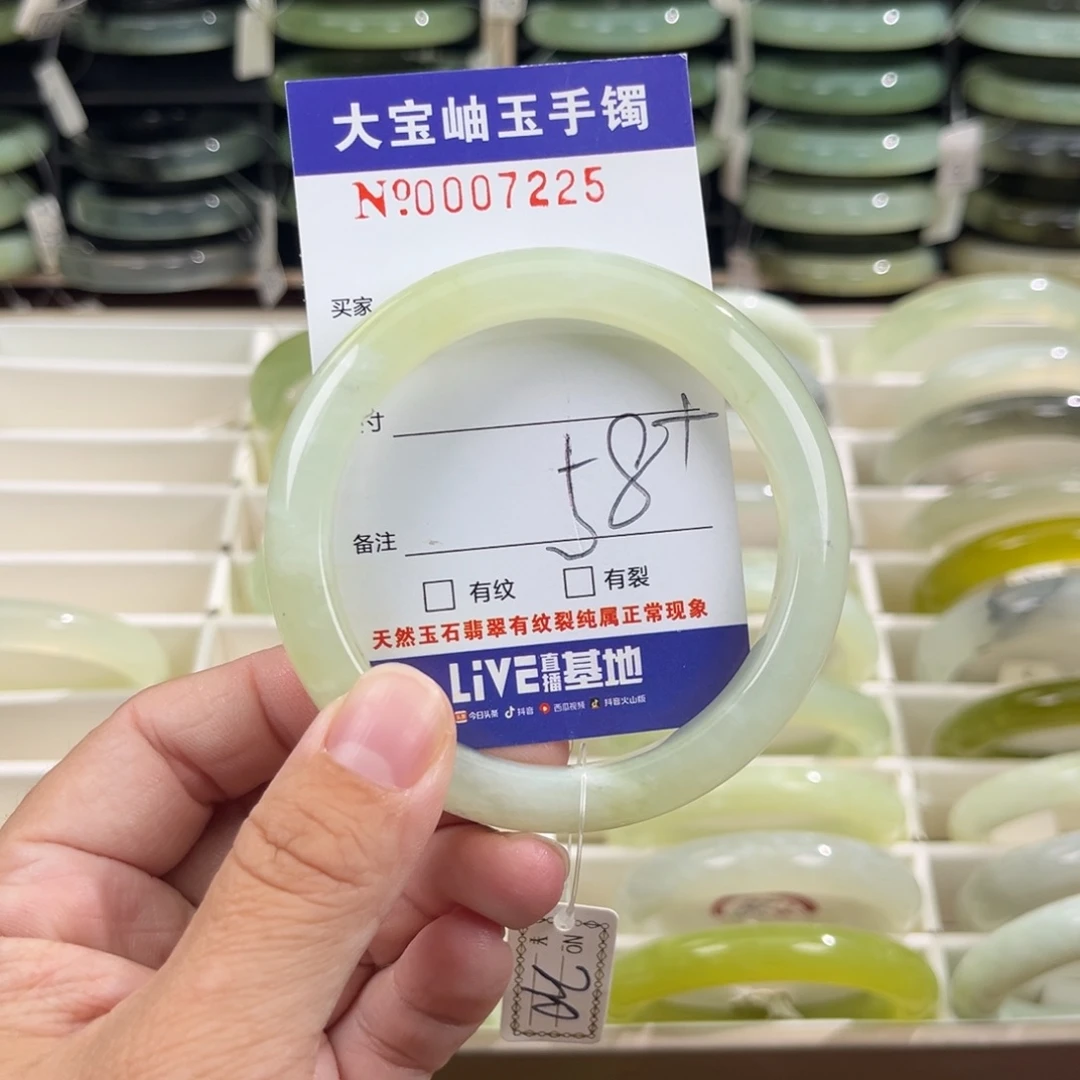 大宝岫玉手镯
Nº0007225
买家
寸
58+
备注
□ 有纹 □ 有裂
天然玉石翡翠有纹裂纯属正常现象
LiVE直播基地
今日头条 抖音 西瓜视频 抖音火山版
NO